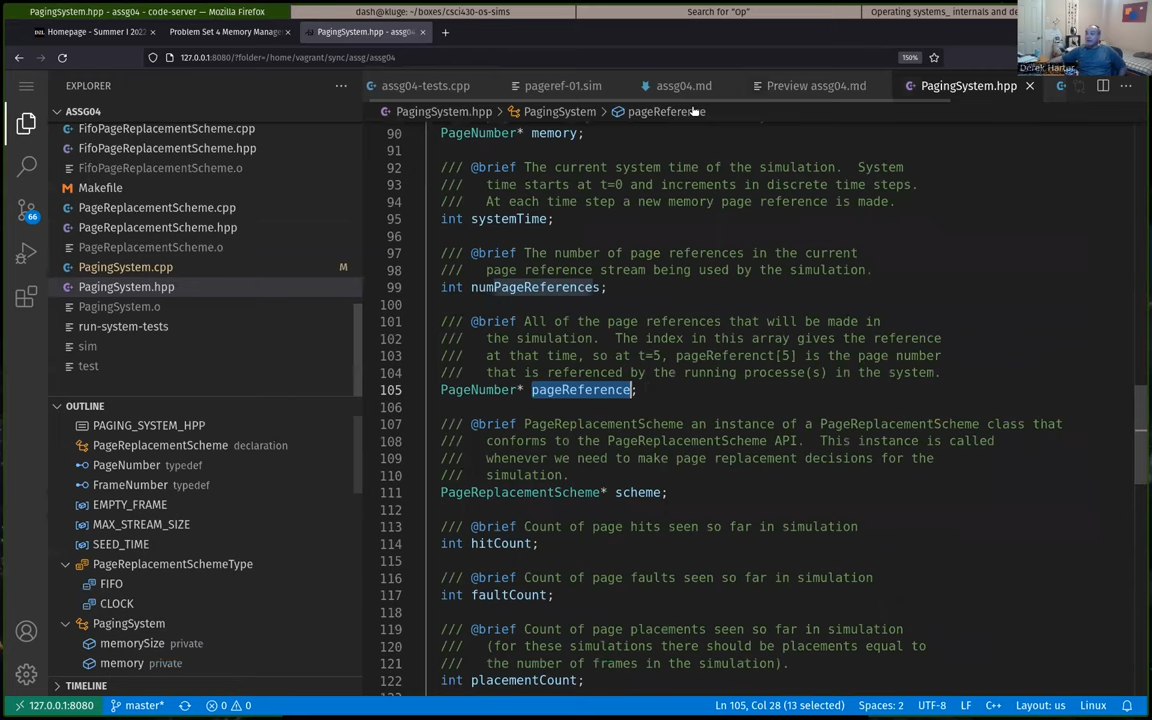 PagingSystem.hpp - assg04 - code-server — Mozilla Firefox
dash@kluge: ~/boxes/csci430-os-sims
Search for "Op"
Operating systems_ internals and de
Homepage - Summer I 202
Problem Set 4 Memory Manage
PagingSystem.hpp - assg04
127.0.0.1:8080/?folder=/home/vagrant/sync/assg/assg04
150%
Derek Harter
EXPLORER
assg04-tests.cpp
pageref-01.sim
assg04.md
Preview assg04.md
PagingSystem.hpp
ASSG04
PagingSystem.hpp > PagingSystem > pageReference
FifoPageReplacementScheme.cpp
FifoPageReplacementScheme.hpp
FifoPageReplacementScheme.o
Makefile
PageReplacementScheme.cpp
PageReplacementScheme.hpp
PageReplacementScheme.o
PagingSystem.cpp M
PagingSystem.hpp
PagingSystem.o
run-system-tests
sim
test
66
OUTLINE
PAGING_SYSTEM_HPP
PageReplacementScheme declaration
PageNumber typedef
FrameNumber typedef
EMPTY_FRAME
MAX_STREAM_SIZE
SEED_TIME
PageReplacementSchemeType
FIFO
CLOCK
PagingSystem
memorySize private
memory private
TIMELINE
90 PageNumber* memory;
91
92 /// @brief The current system time of the simulation. System
93 /// time starts at t=0 and increments in discrete time steps.
94 /// At each time step a new memory page reference is made.
95 int systemTime;
96
97 /// @brief The number of page references in the current
98 /// page reference stream being used by the simulation.
99 int numPageReferences;
100
101 /// @brief All of the page references that will be made in
102 /// the simulation. The index in this array gives the reference
103 /// at that time, so at t=5, pageReferenct[5] is the page number
104 /// that is referenced by the running processe(s) in the system.
105 PageNumber* pageReference;
106
107 /// @brief PageReplacementScheme an instance of a PageReplacementScheme class that
108 /// conforms to the PageReplacementScheme API. This instance is called
109 /// whenever we need to make page replacement decisions for the
110 /// simulation.
111 PageReplacementScheme* scheme;
112
113 /// @brief Count of page hits seen so far in simulation
114 int hitCount;
115
116 /// @brief Count of page faults seen so far in simulation
117 int faultCount;
118
119 /// @brief Count of page placements seen so far in simulation
120 /// (for these simulations there should be placements equal to
121 /// the number of frames in the simulation).
122 int placementCount;
127.0.0.1:8080
master*
0 0
Ln 105, Col 28 (13 selected)
Spaces: 2
UTF-8
LF
C++
Layout: us
Linux